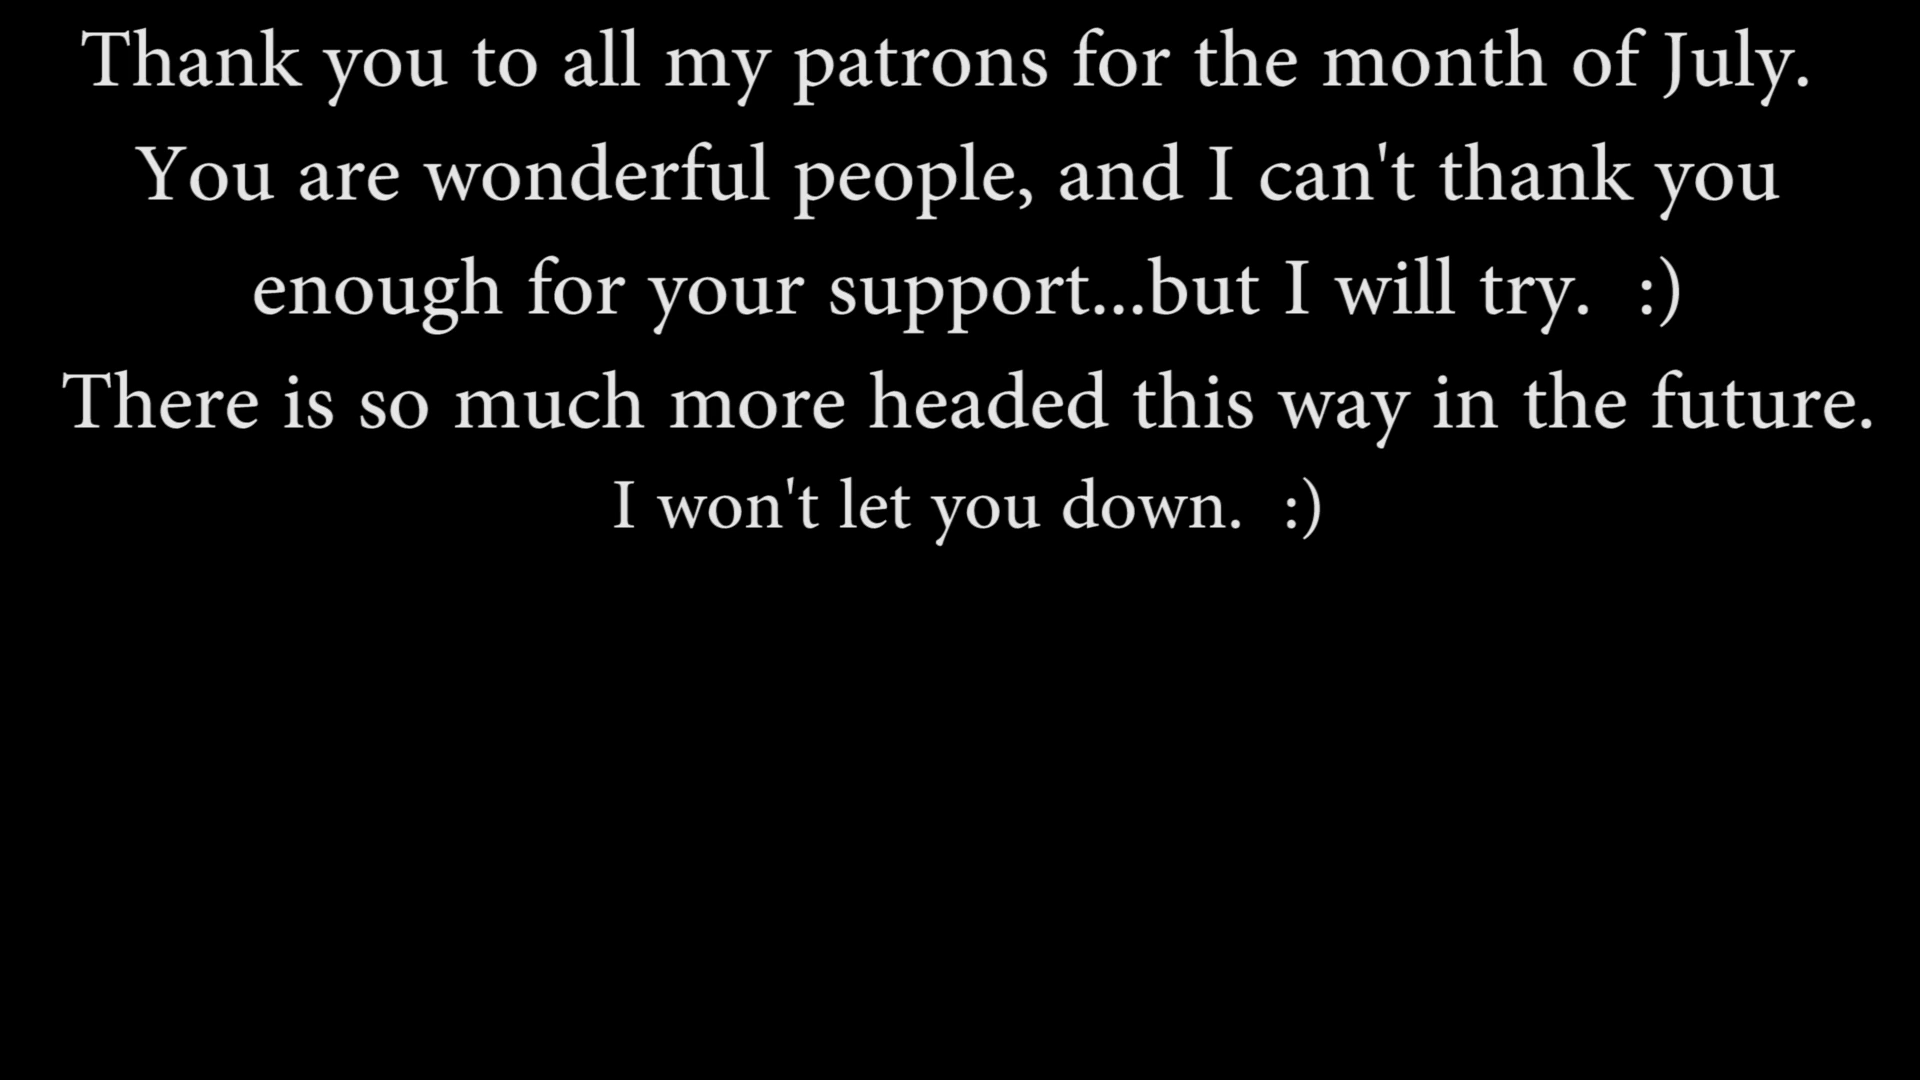 Thank you to all my patrons for the month of July.
You are wonderful people, and I can't thank you
enough for your support...but I will try.  :)
There is so much more headed this way in the future.
I won't let you down.  :)